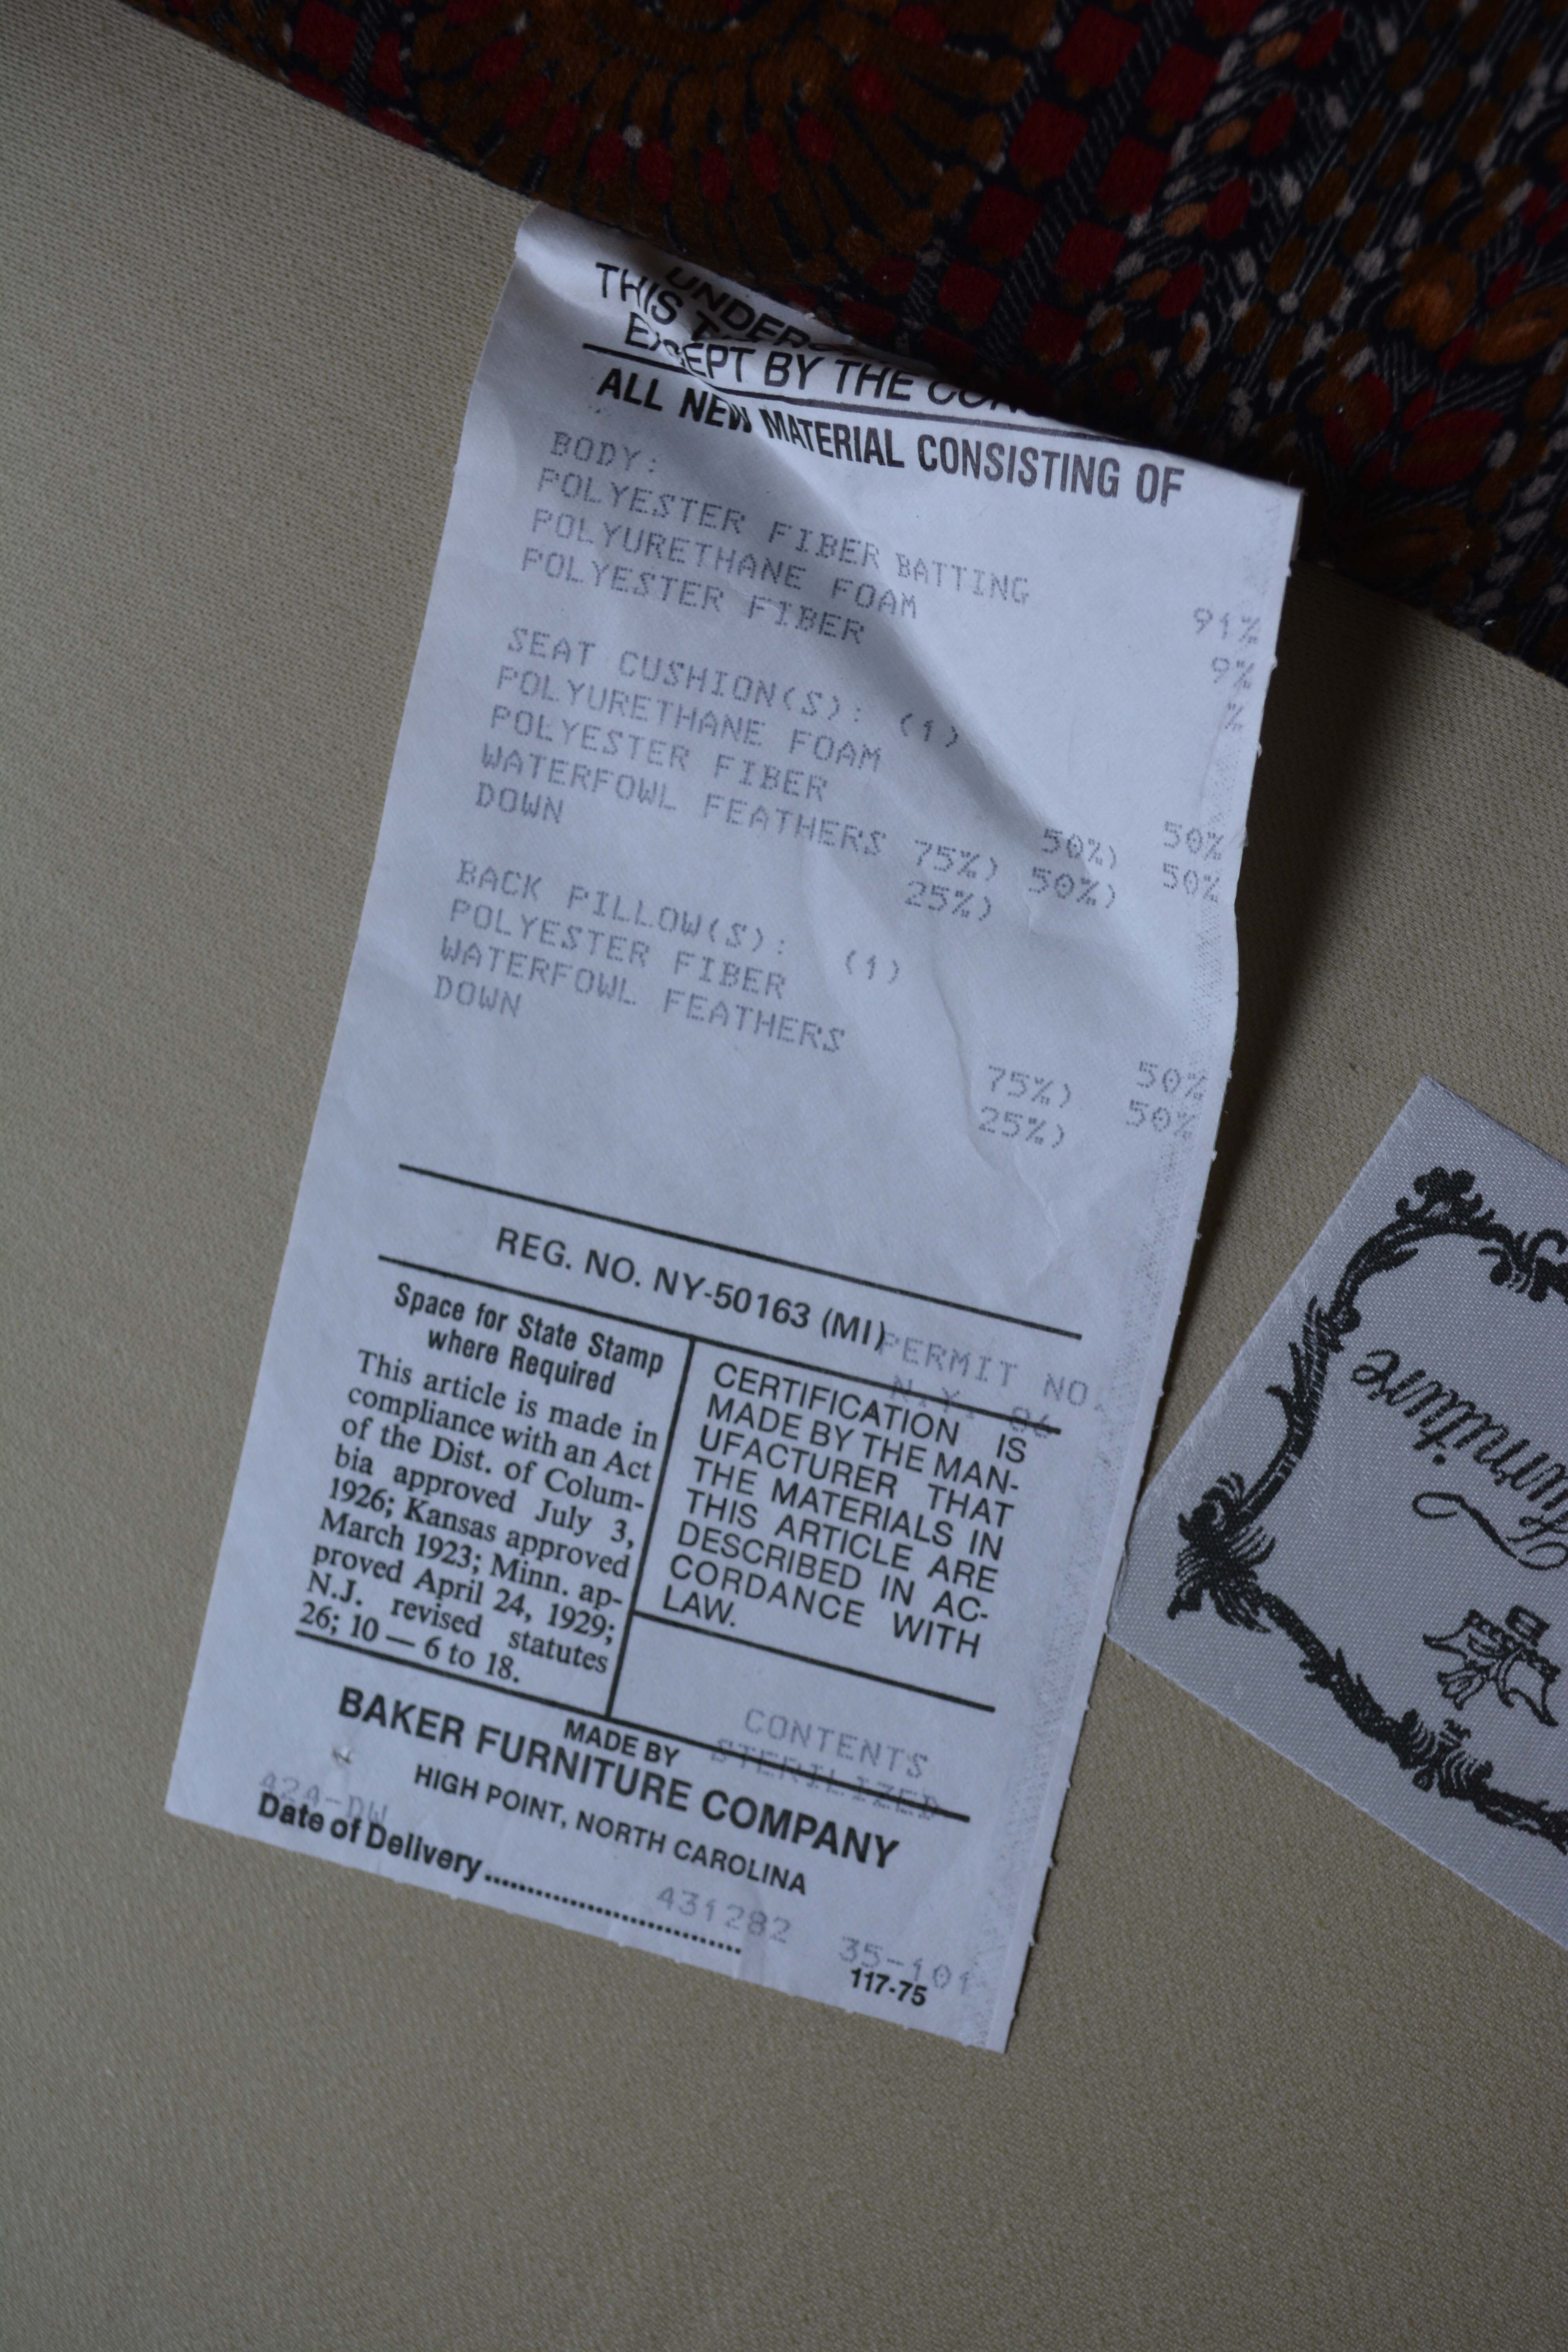 UNDER
THIS
EXCEPT BY THE
ALL NEW MATERIAL CONSISTING OF
BODY:
POLYESTER FIBER BATTING 91%
POLYURETHANE FOAM 9%
POLYESTER FIBER %
SEAT CUSHION(S): (1)
POLYURETHANE FOAM 50%
POLYESTER FIBER 50%) 50%
WATERFOWL FEATHERS 75%) 50%)
DOWN 25%)
BACK PILLOW(S): (1)
POLYESTER FIBER 50%
WATERFOWL FEATHERS 75%) 50%
DOWN 25%)
REG. NO. NY-50163 (MI)
PERMIT NO.
N.Y.
Space for State Stamp
where Required
This article is made in
compliance with an Act
of the Dist. of Colum-
bia approved July 3,
1926; Kansas approved
March 1923; Minn. ap-
proved April 24, 1929;
N.J. revised statutes
26; 10 — 6 to 18.
CERTIFICATION IS
MADE BY THE MAN-
UFACTURER THAT
THE MATERIALS IN
THIS ARTICLE ARE
DESCRIBED IN AC-
CORDANCE WITH
LAW.
CONTENTS
STERILIZED
MADE BY
BAKER FURNITURE COMPANY
HIGH POINT, NORTH CAROLINA
424-DW
Date of Delivery
431282 35-101
117-75
Furniture